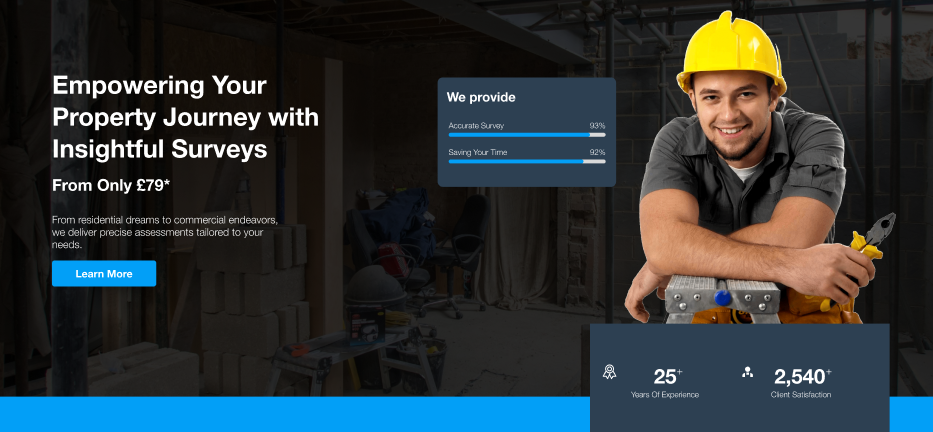 Empowering Your
Property Journey with
Insightful Surveys
From Only £79*
From residential dreams to commercial endeavors,
we deliver precise assessments tailored to your
needs.
Learn More
We provide
Accurate Survey 93%
Saving Your Time 92%
25+
Years Of Experience
2,540+
Client Satisfaction